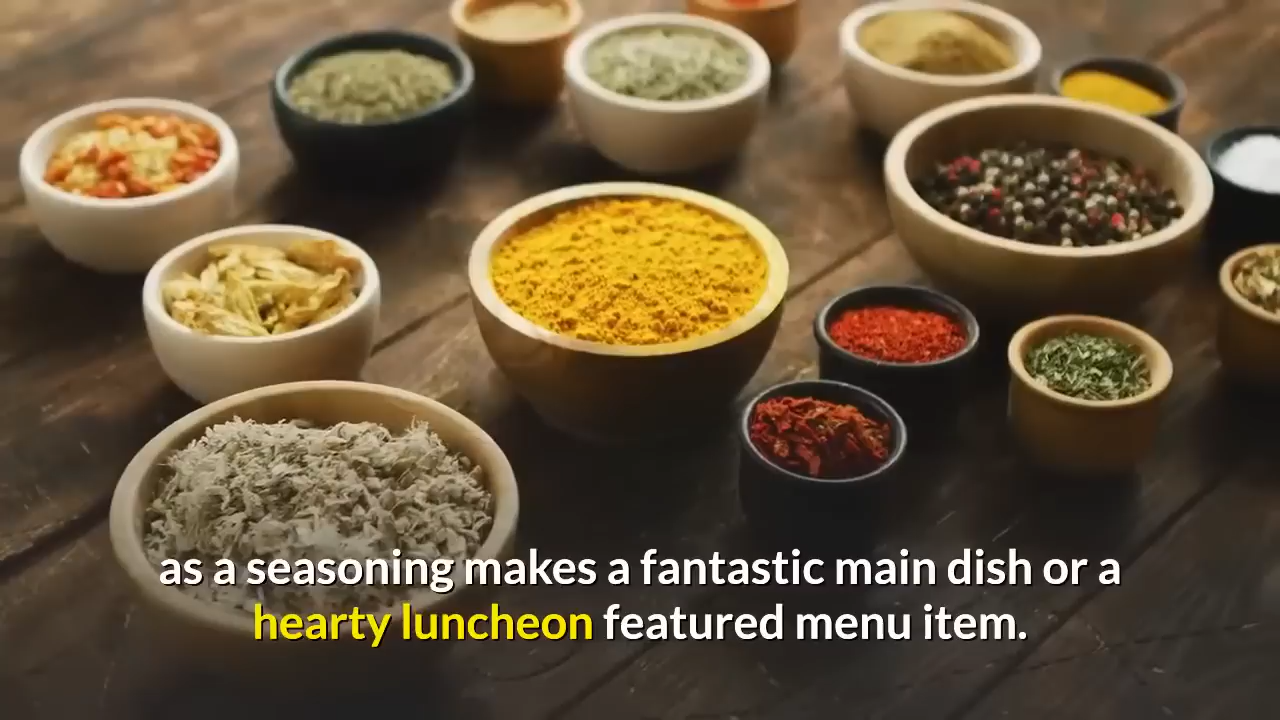 as a seasoning makes a fantastic main dish or a
hearty luncheon featured menu item.